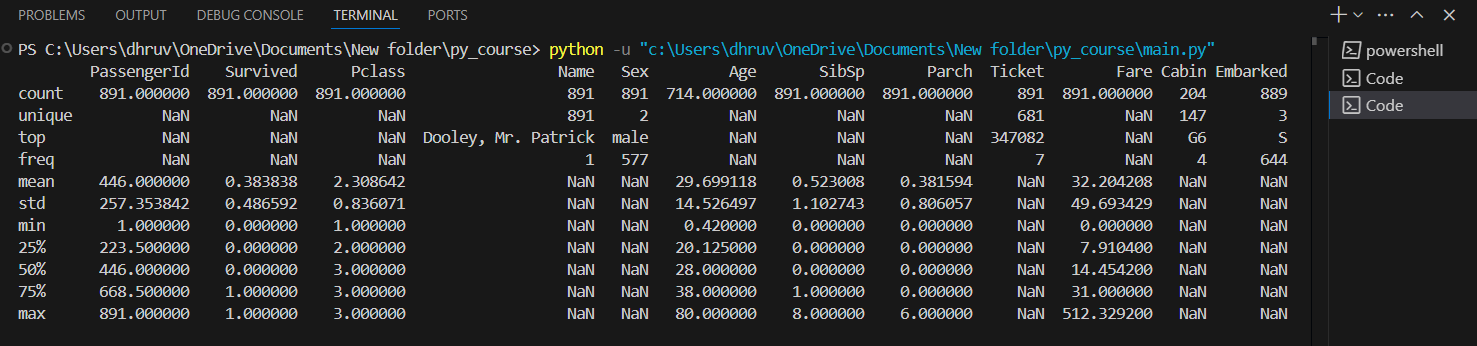 PROBLEMS OUTPUT DEBUG CONSOLE TERMINAL PORTS
PS C:\Users\dhruv\OneDrive\Documents\New folder\py_course> python -u "c:\Users\dhruv\OneDrive\Documents\New folder\py_course\main.py"
PassengerId Survived Pclass Name Sex Age SibSp Parch Ticket Fare Cabin Embarked
count 891.000000 891.000000 891.000000 891 891 714.000000 891.000000 891.000000 891 891.000000 204 889
unique NaN NaN NaN 891 2 NaN NaN NaN 681 NaN 147 3
top NaN NaN NaN Dooley, Mr. Patrick male NaN NaN NaN 347082 NaN G6 S
freq NaN NaN NaN 1 577 NaN NaN NaN 7 NaN 4 644
mean 446.000000 0.383838 2.308642 NaN NaN 29.699118 0.523008 0.381594 NaN 32.204208 NaN NaN
std 257.353842 0.486592 0.836071 NaN NaN 14.526497 1.102743 0.806057 NaN 49.693429 NaN NaN
min 1.000000 0.000000 1.000000 NaN NaN 0.420000 0.000000 0.000000 NaN 0.000000 NaN NaN
25% 223.500000 0.000000 2.000000 NaN NaN 20.125000 0.000000 0.000000 NaN 7.910400 NaN NaN
50% 446.000000 0.000000 3.000000 NaN NaN 28.000000 0.000000 0.000000 NaN 14.454200 NaN NaN
75% 668.500000 1.000000 3.000000 NaN NaN 38.000000 1.000000 0.000000 NaN 31.000000 NaN NaN
max 891.000000 1.000000 3.000000 NaN NaN 80.000000 8.000000 6.000000 NaN 512.329200 NaN NaN
powershell
Code
Code